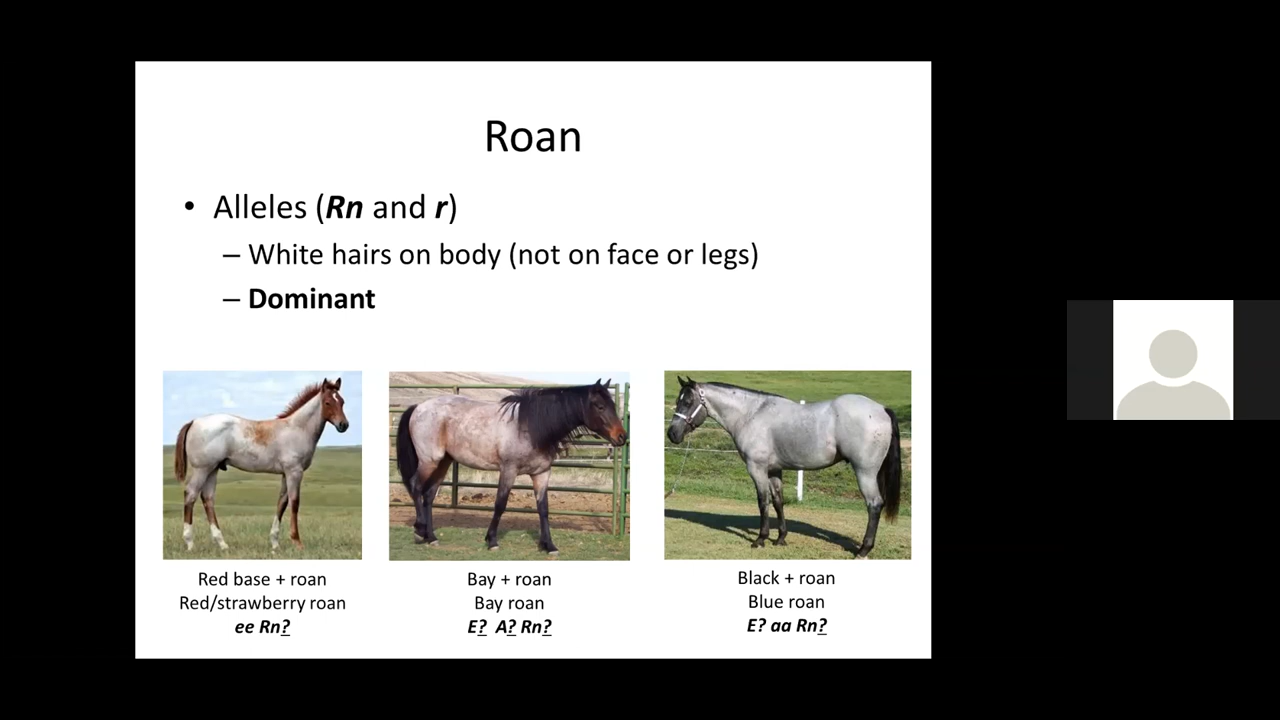 Roan
• Alleles (Rn and r)
– White hairs on body (not on face or legs)
– Dominant
Red base + roan
Red/strawberry roan
ee Rn?
Bay + roan
Bay roan
E? A? Rn?
Black + roan
Blue roan
E? aa Rn?